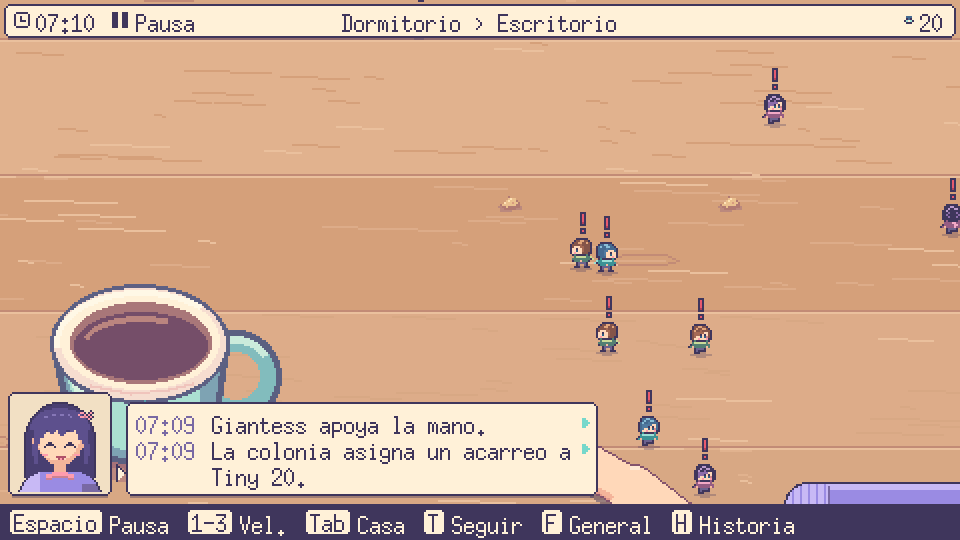 07:10 Pausa
Dormitorio › Escritorio
20
07:09 Giantess apoya la mano.
07:09 La colonia asigna un acarreo a
Tiny 20.
Espacio Pausa 1-3 Vel. Tab Casa T Seguir F General H Historia